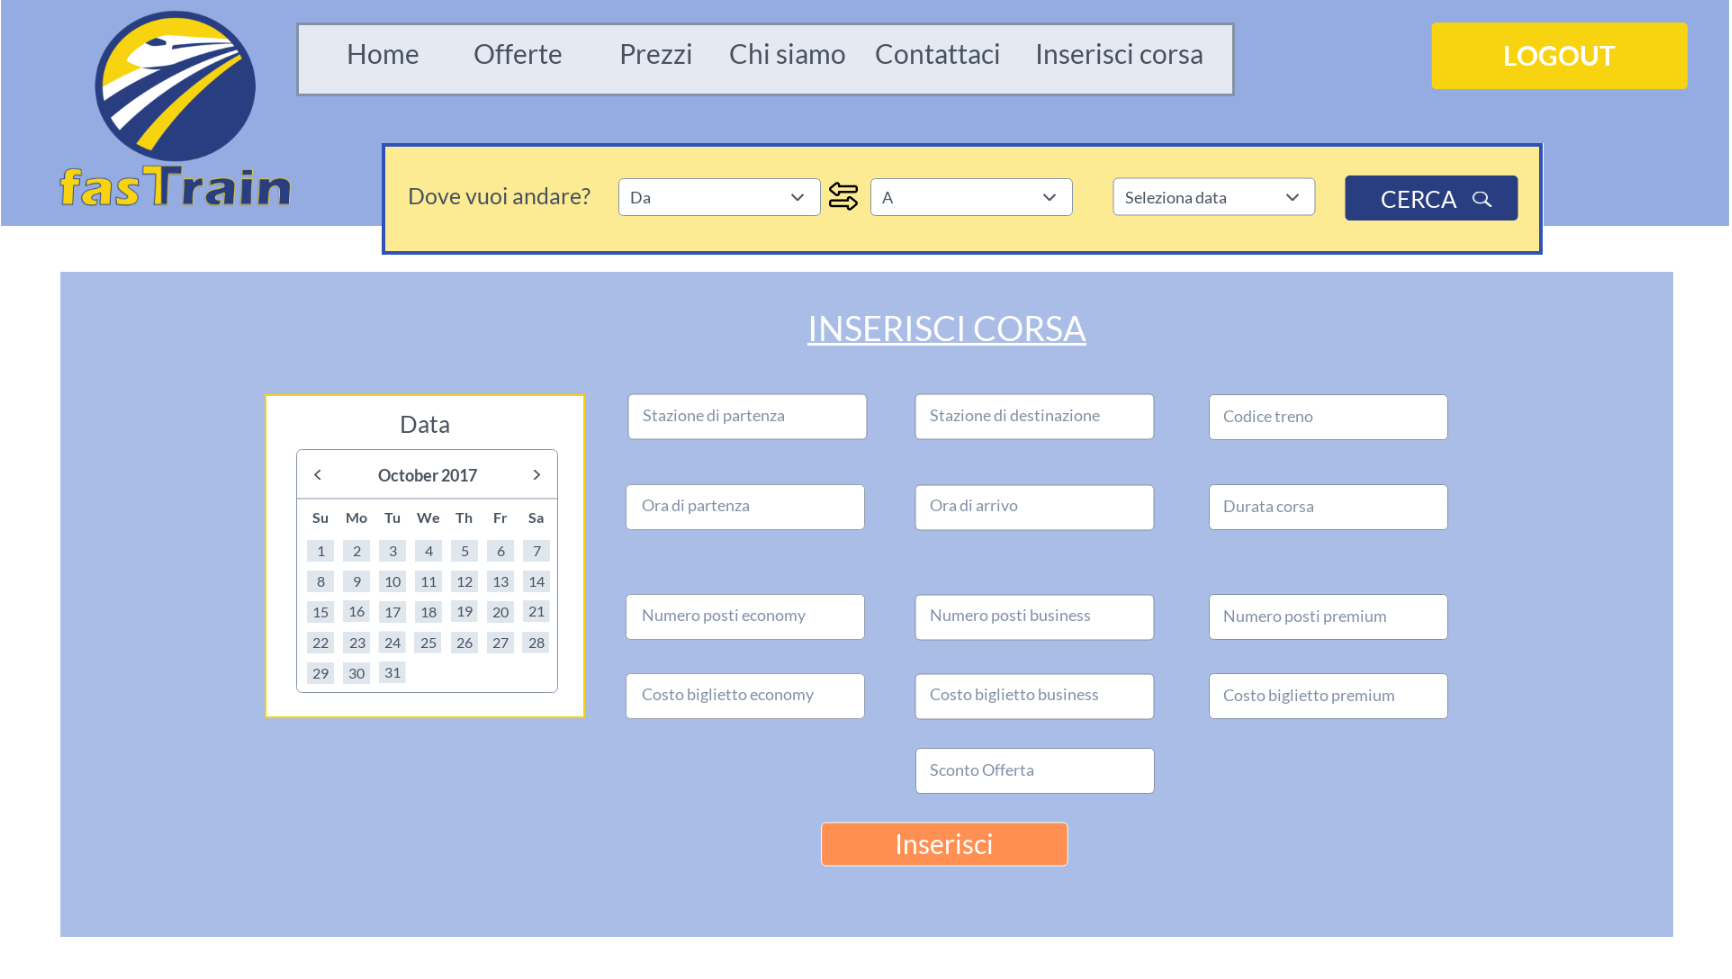 Home Offerte Prezzi Chi siamo Contattaci Inserisci corsa
LOGOUT
fasTrain
Dove vuoi andare? Da A Seleziona data CERCA
INSERISCI CORSA
Data
October 2017
Su Mo Tu We Th Fr Sa
1 2 3 4 5 6 7
8 9 10 11 12 13 14
15 16 17 18 19 20 21
22 23 24 25 26 27 28
29 30 31
Stazione di partenza Stazione di destinazione Codice treno
Ora di partenza Ora di arrivo Durata corsa
Numero posti economy Numero posti business Numero posti premium
Costo biglietto economy Costo biglietto business Costo biglietto premium
Sconto Offerta
Inserisci